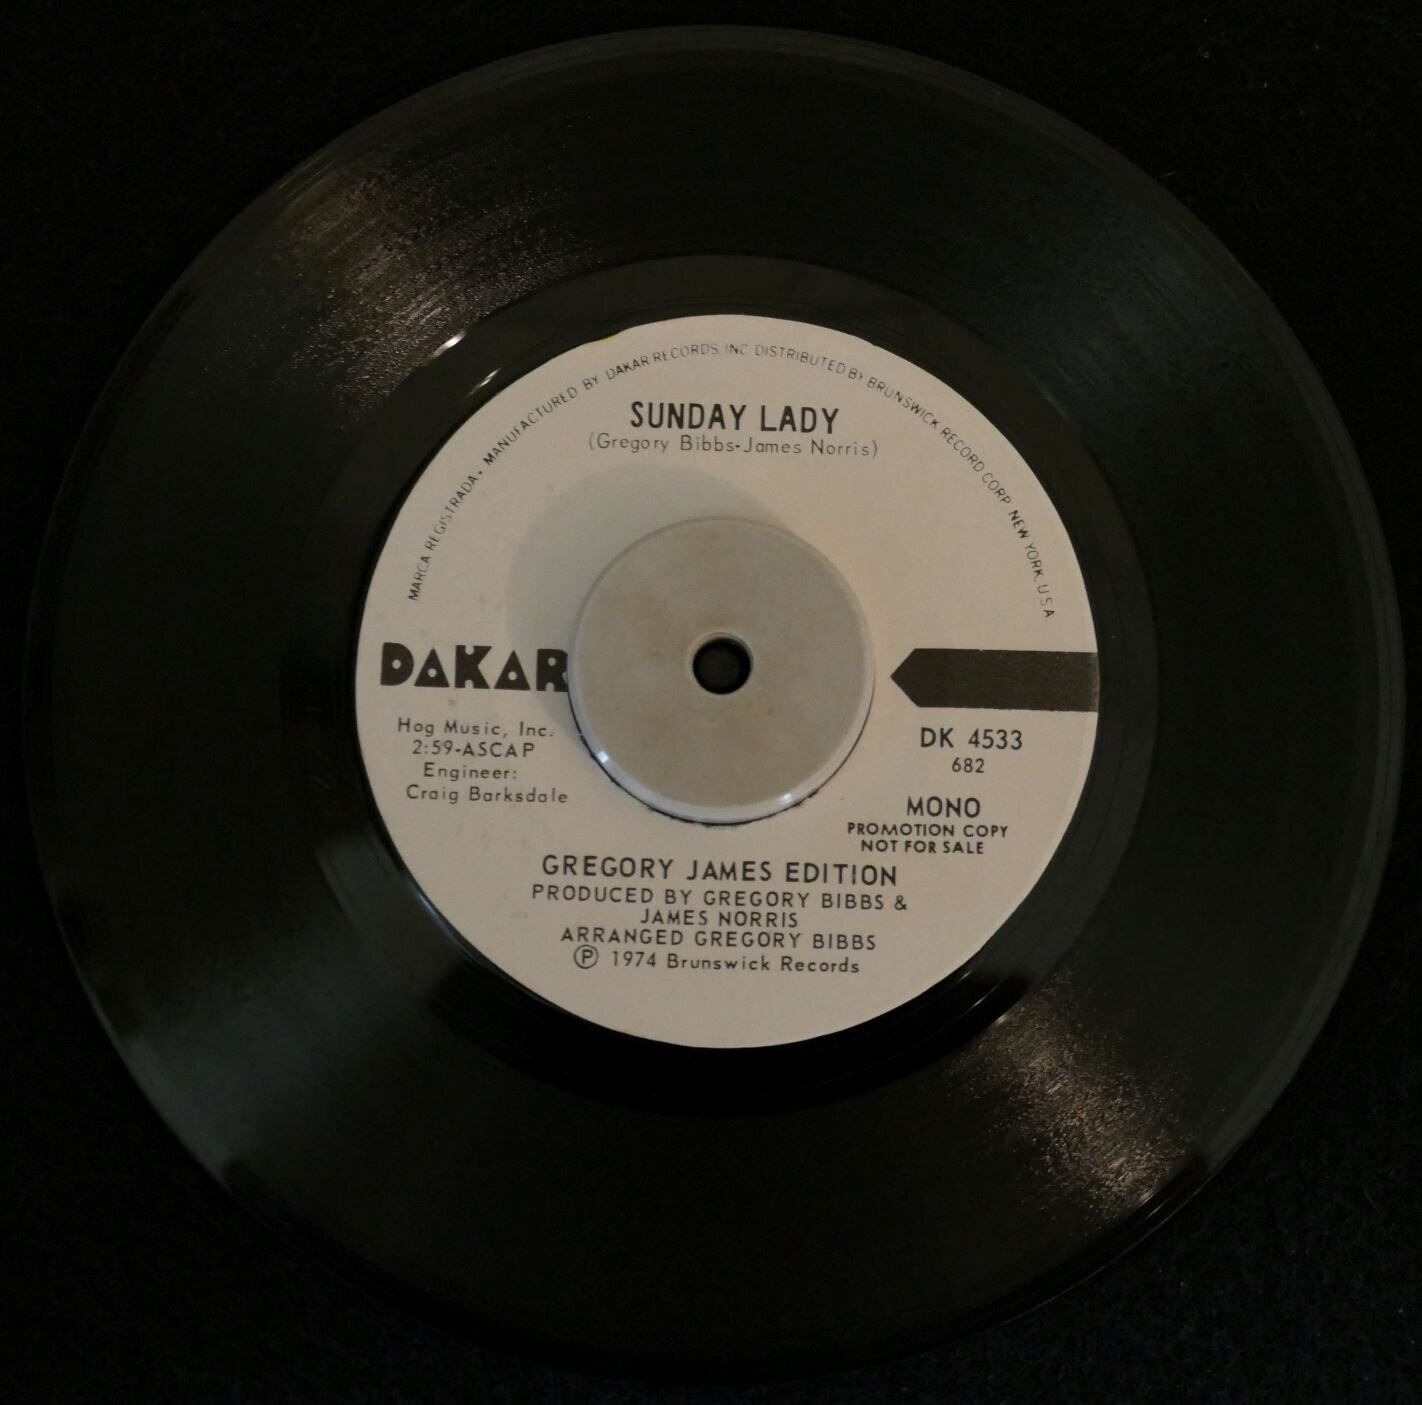 MARCA REGISTRADA • MANUFACTURED BY DAKAR RECORDS, INC DISTRIBUTED BY BRUNSWICK RECORD CORP. NEW YORK, U S A
SUNDAY LADY
(Gregory Bibbs-James Norris)
DAKAR
Hog Music, Inc.
2:59-ASCAP
Engineer:
Craig Barksdale
DK 4533
682
MONO
PROMOTION COPY
NOT FOR SALE
GREGORY JAMES EDITION
PRODUCED BY GREGORY BIBBS &
JAMES NORRIS
ARRANGED GREGORY BIBBS
Ⓟ 1974 Brunswick Records